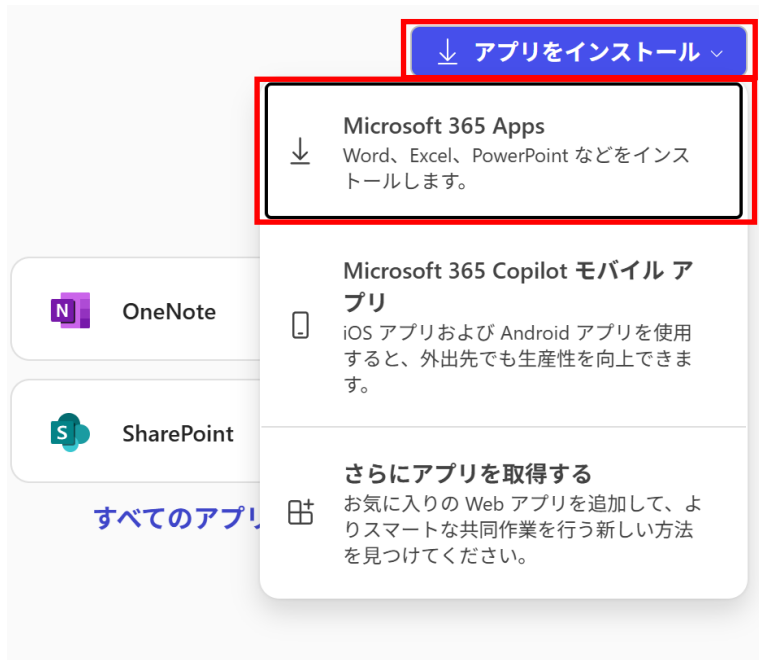 アプリをインストール
Microsoft 365 Apps
Word、Excel、PowerPoint などをインス
トールします。
Microsoft 365 Copilot モバイル ア
プリ
iOS アプリおよび Android アプリを使用
すると、外出先でも生産性を向上できま
す。
さらにアプリを取得する
お気に入りの Web アプリを追加して、よ
りスマートな共同作業を行う新しい方法
を見つけてください。
N
OneNote
S
SharePoint
すべてのアプリ